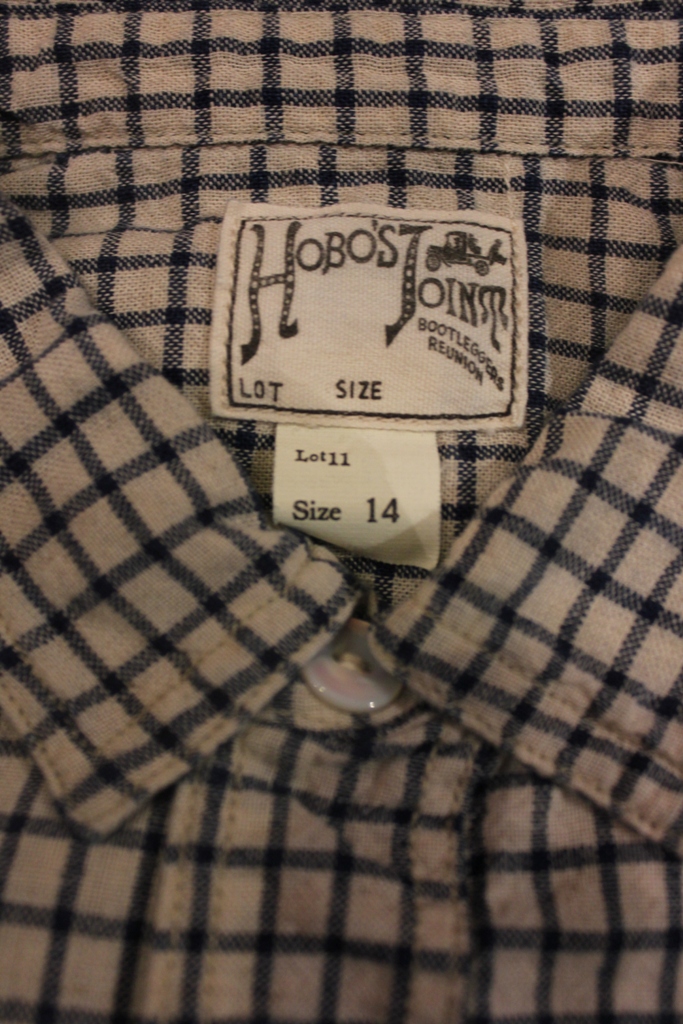 HOBO'S JOINT
BOOTLEGGERS
REUNION
LOT SIZE
Lot11
Size 14